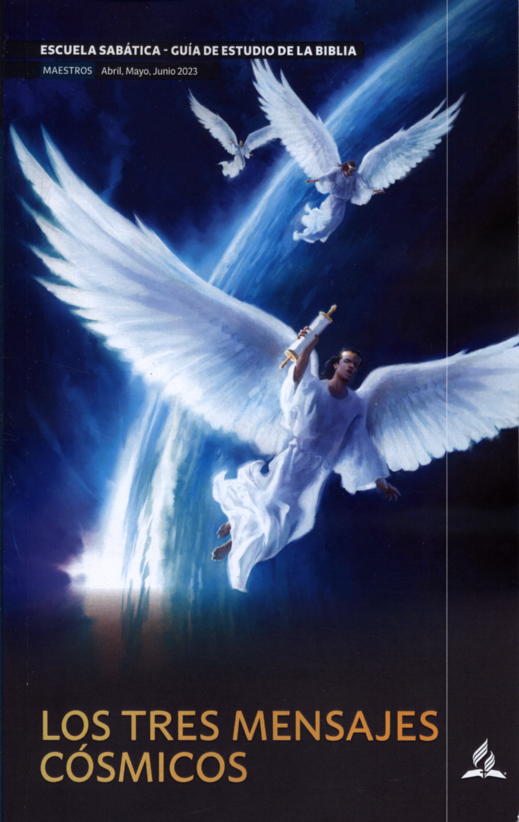 ESCUELA SABÁTICA - GUÍA DE ESTUDIO DE LA BIBLIA
MAESTROS Abril, Mayo, Junio 2023
LOS TRES MENSAJES
CÓSMICOS